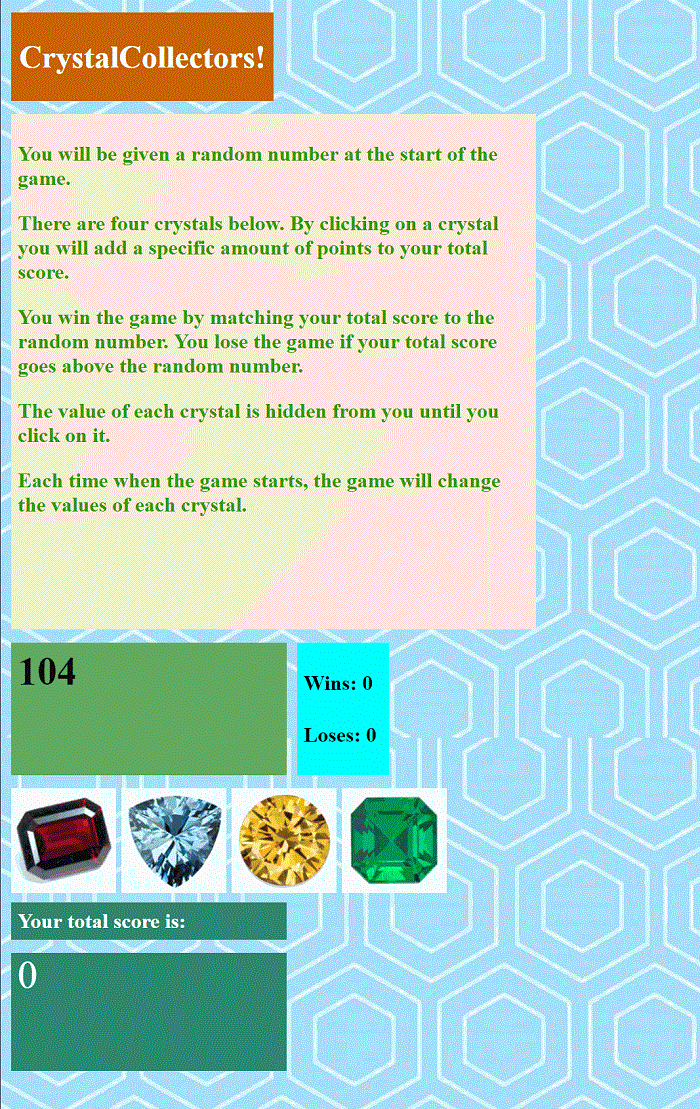 CrystalCollectors!
You will be given a random number at the start of the
game.
There are four crystals below. By clicking on a crystal
you will add a specific amount of points to your total
score.
You win the game by matching your total score to the
random number. You lose the game if your total score
goes above the random number.
The value of each crystal is hidden from you until you
click on it.
Each time when the game starts, the game will change
the values of each crystal.
104
Wins: 0
Loses: 0
Your total score is:
0